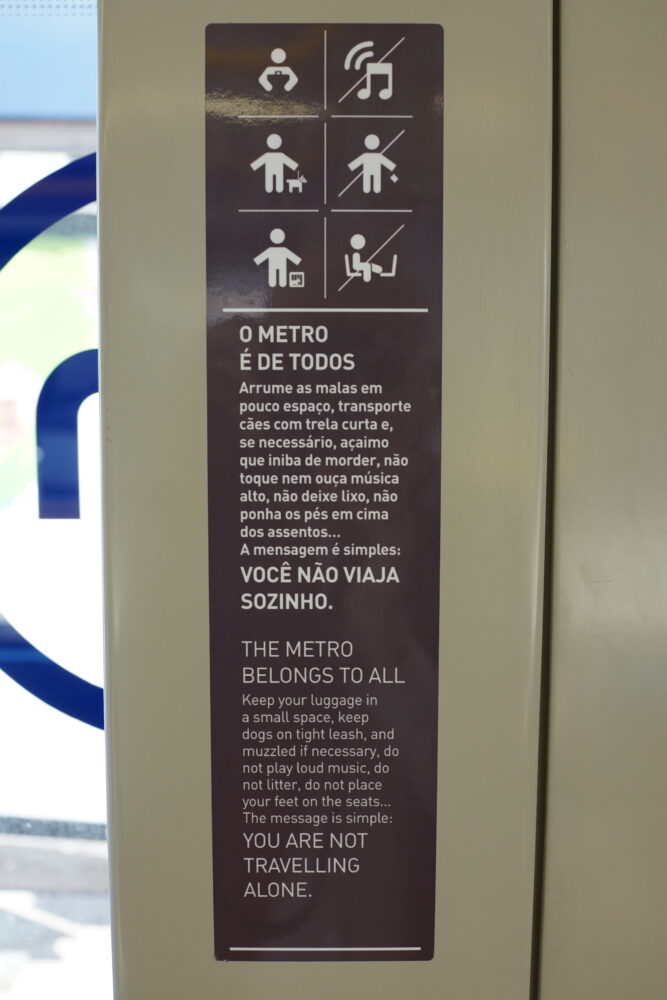 O METRO
É DE TODOS
Arrume as malas em
pouco espaço, transporte
cães com trela curta e,
se necessário, açaimo
que iniba de morder, não
toque nem ouça música
alto, não deixe lixo, não
ponha os pés em cima
dos assentos...
A mensagem é simples:
VOCÊ NÃO VIAJA
SOZINHO.
THE METRO
BELONGS TO ALL
Keep your luggage in
a small space, keep
dogs on tight leash, and
muzzled if necessary, do
not play loud music, do
not litter, do not place
your feet on the seats...
The message is simple:
YOU ARE NOT
TRAVELLING
ALONE.